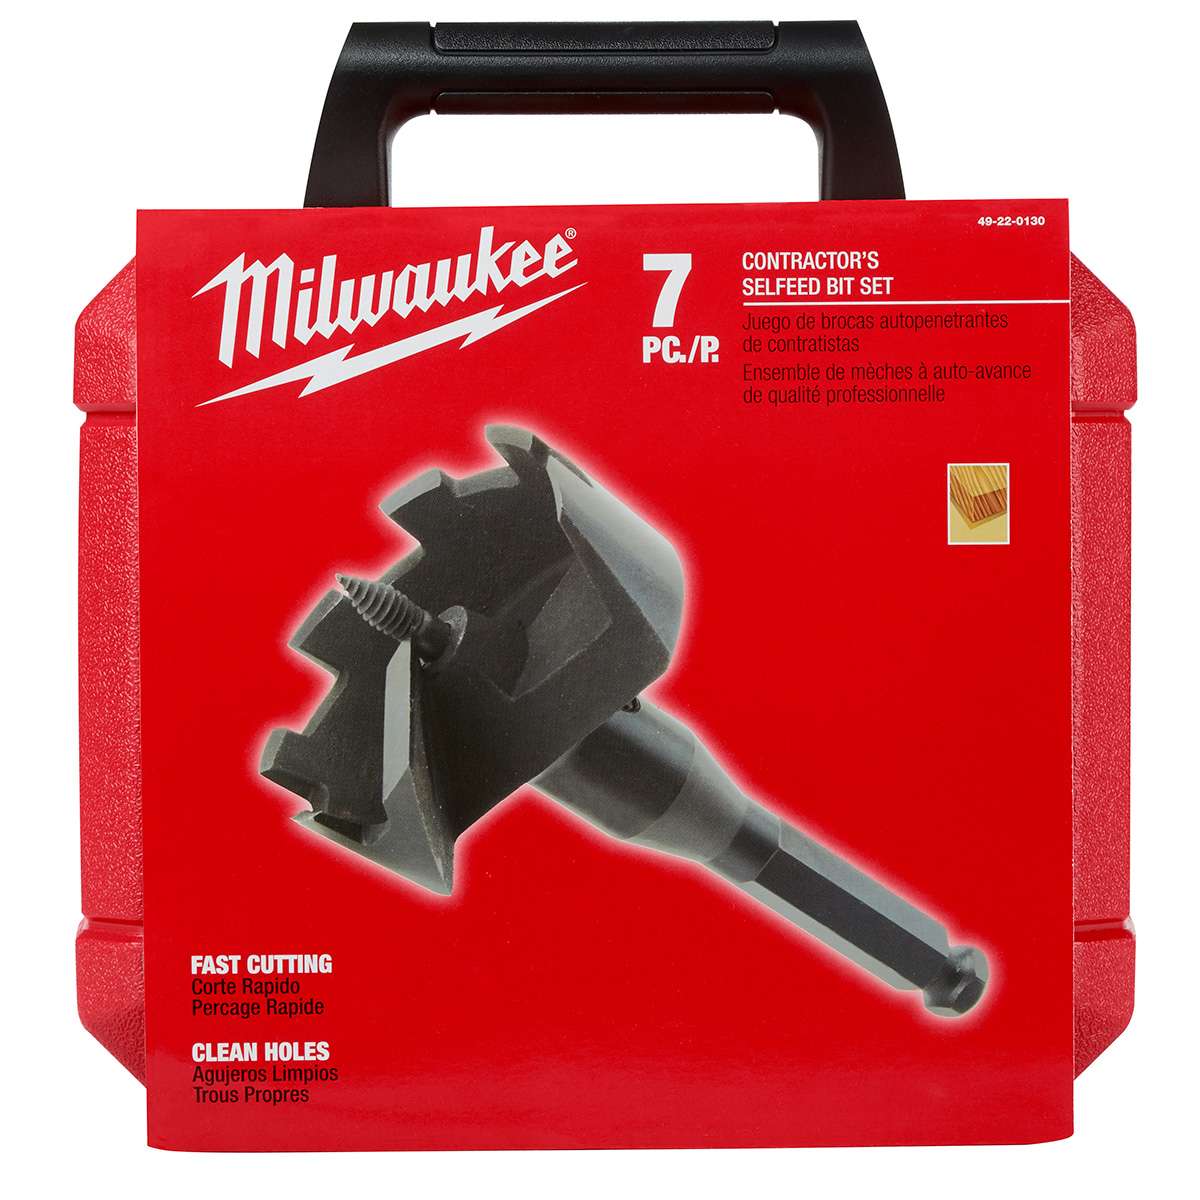 49-22-0130
Milwaukee®
7
PC./P.
CONTRACTOR'S
SELFEED BIT SET
Juego de brocas autopenetrantes
de contratistas
Ensemble de mèches à auto-avance
de qualité professionnelle
FAST CUTTING
Corte Rapido
Percage Rapide
CLEAN HOLES
Agujeros Limpios
Trous Propres